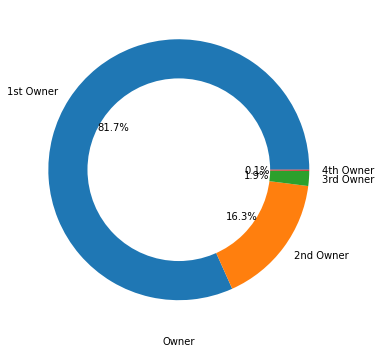 1st Owner
81.7%
0.1%
4th Owner
1.9%
3rd Owner
16.3%
2nd Owner
Owner